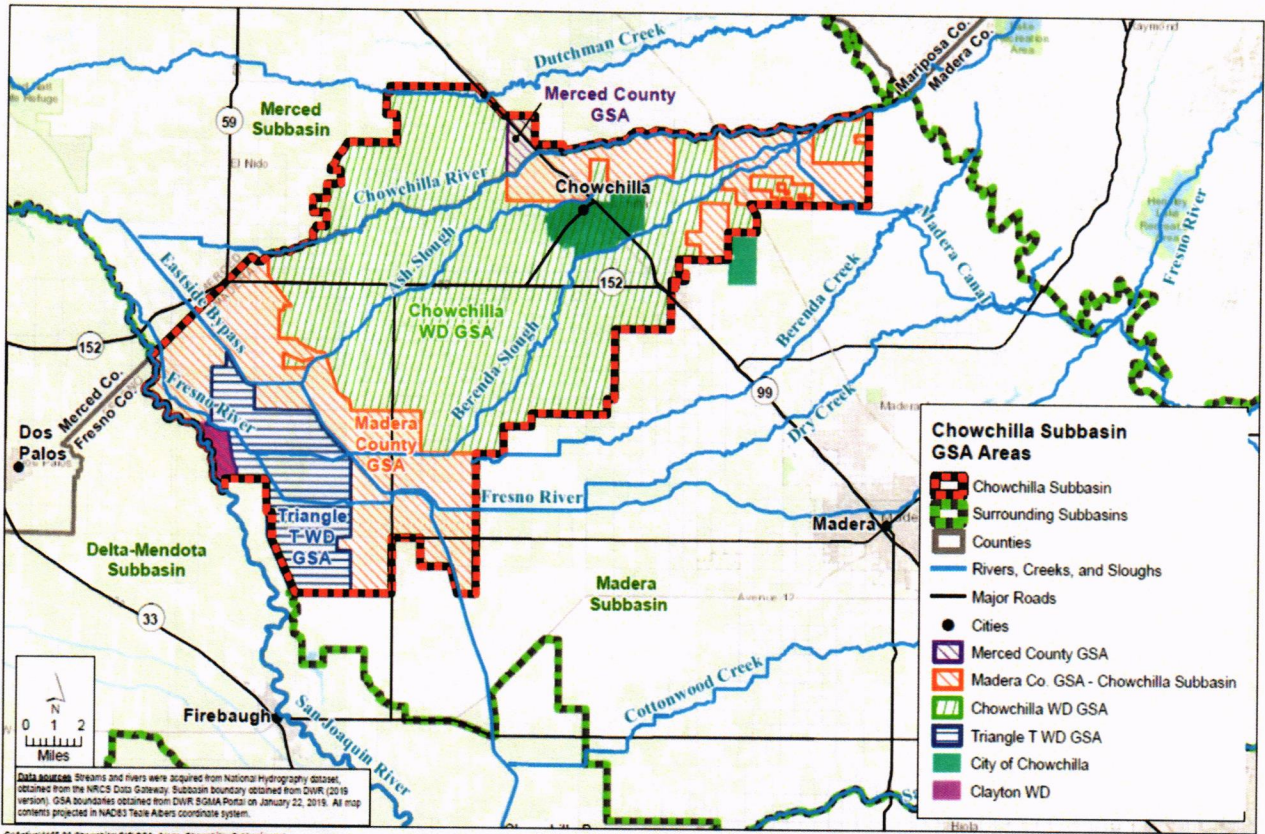 Dutchman Creek
Mariposa Co.
Madera Co.
Lake
Recreation
Area
Raymond
Merced
Subbasin
59
Merced County
GSA
El Nido
Chowchilla River
Chowchilla
Ash Slough
Eastside Bypass
152
Chowchilla
WD GSA
152
Berenda Slough
Berenda Creek
Madera Canal
Fresno River
Merced Co.
Fresno Co.
Fresno River
Dos
Palos
Madera
County
GSA
99
Dry Creek
Madera
Fresno River
Madera
Triangle
T WD
GSA
Delta-Mendota
Subbasin
33
Madera
Subbasin
Avenue 12
Cottonwood Creek
Firebaugh
San Joaquin River
N
0 1 2
Miles
Data sources: Streams and rivers were acquired from National Hydrography dataset,
obtained from the NRCS Data Gateway. Subbasin boundary obtained from DWR (2019
version). GSA boundaries obtained from DWR SGMA Portal on January 22, 2019. All map
contents projected in NAD83 Teale Albers coordinate system.
Chowchilla Subbasin
GSA Areas
Chowchilla Subbasin
Surrounding Subbasins
Counties
Rivers, Creeks, and Sloughs
Major Roads
Cities
Merced County GSA
Madera Co. GSA - Chowchilla Subbasin
Chowchilla WD GSA
Triangle T WD GSA
City of Chowchilla
Clayton WD